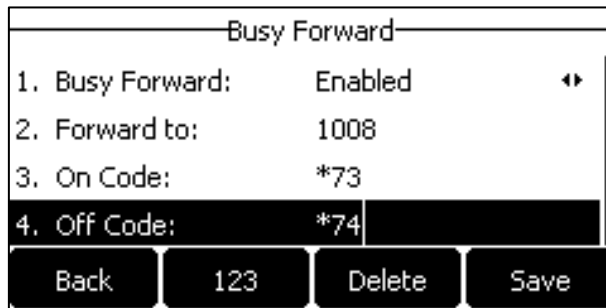 Busy Forward
1. Busy Forward: Enabled
2. Forward to: 1008
3. On Code: *73
4. Off Code: *74
Back 123 Delete Save